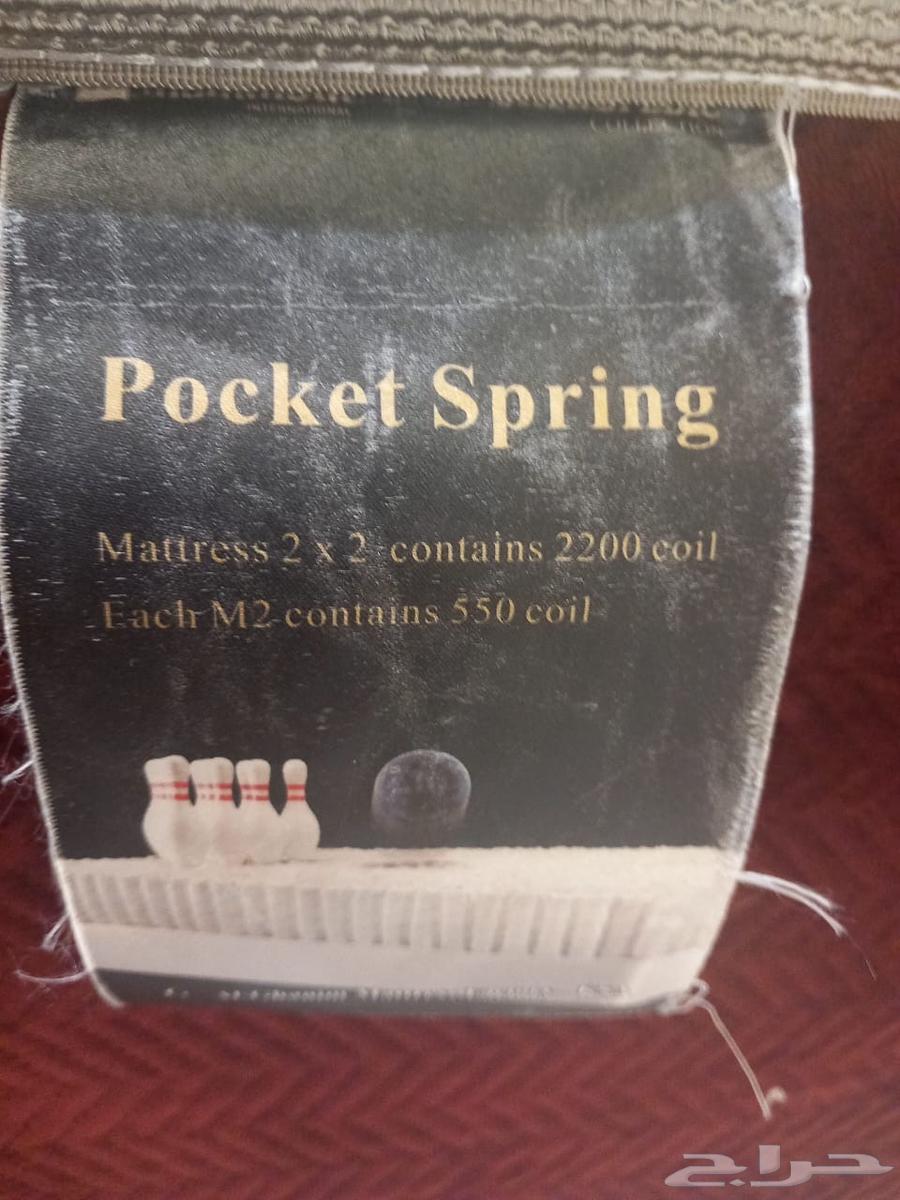 Pocket Spring
Mattress 2 x 2 contains 2200 coil
Each M2 contains 550 coil
حراج